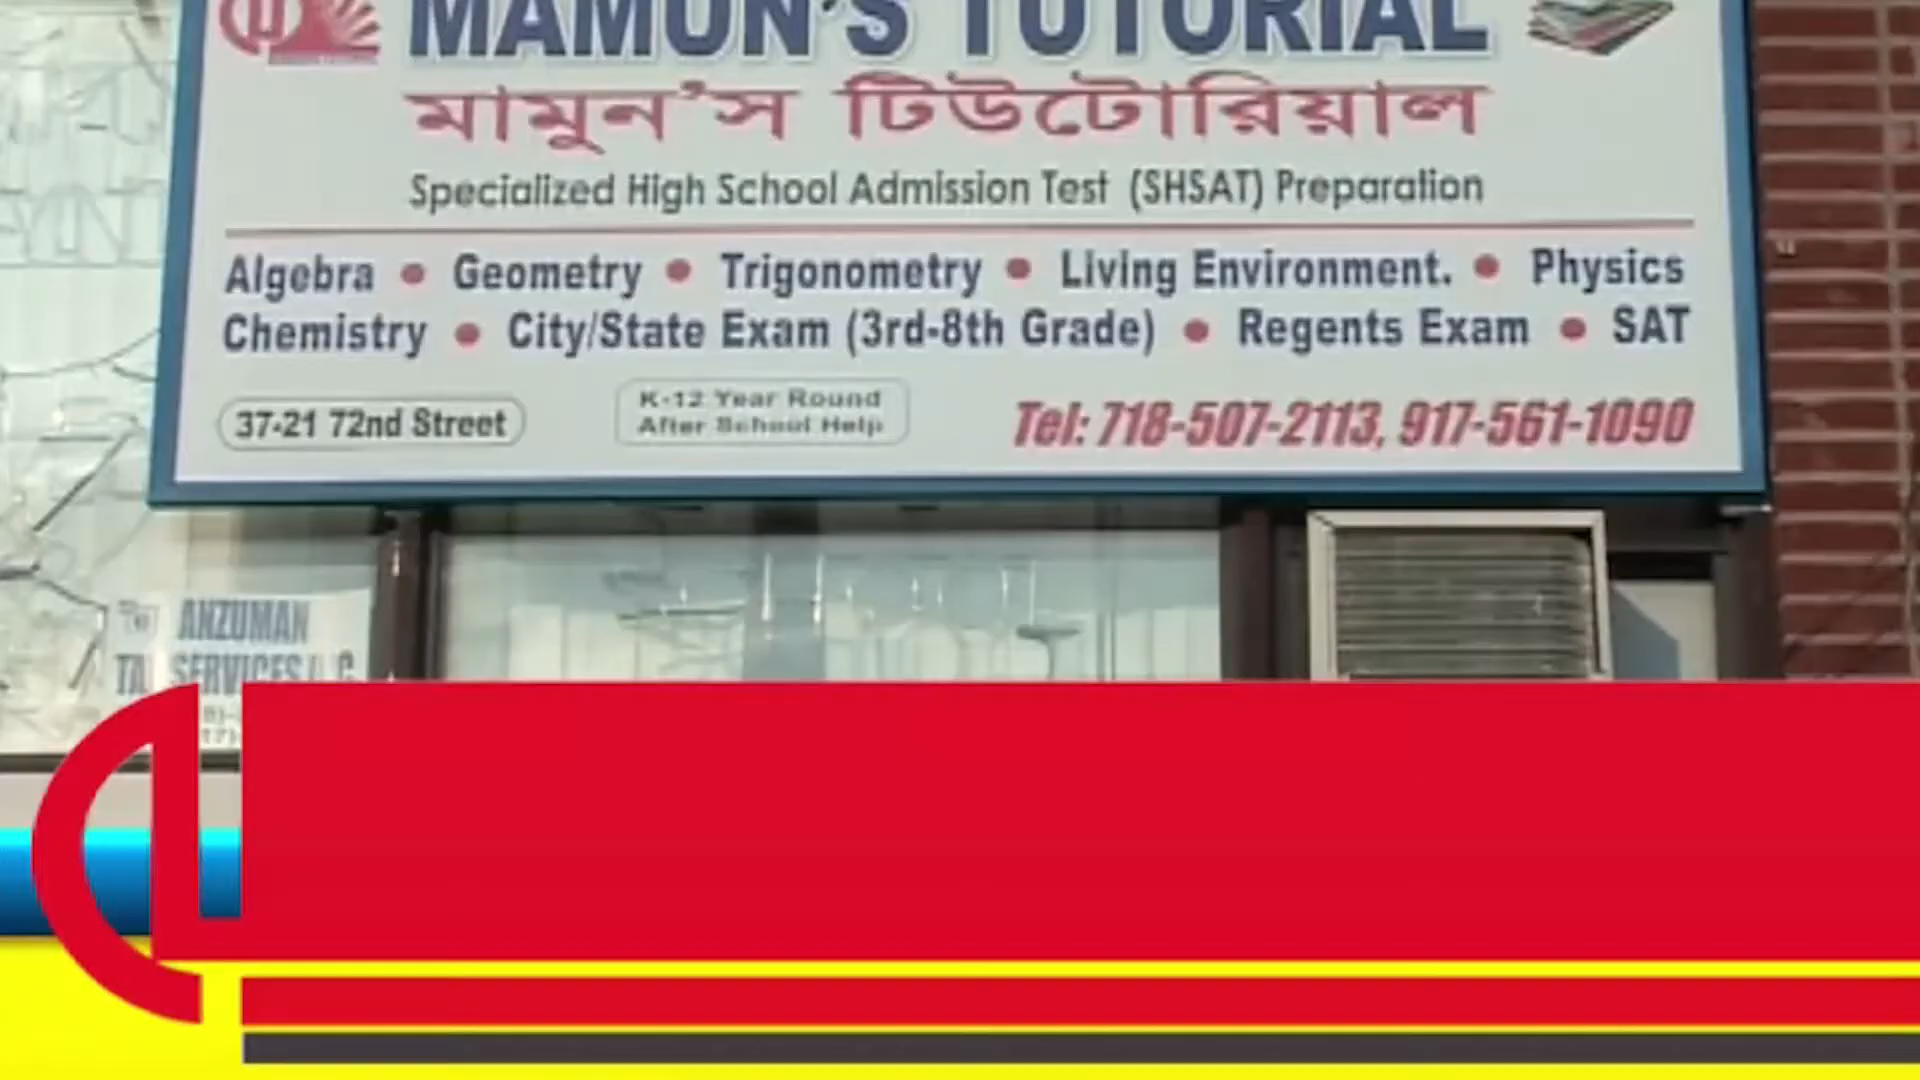 MAMUN'S TUTORIAL
মামুন'স টিউটোরিয়াল
Specialized High School Admission Test (SHSAT) Preparation
Algebra • Geometry • Trigonometry • Living Environment. • Physics
Chemistry • City/State Exam (3rd-8th Grade) • Regents Exam • SAT
37-21 72nd Street
K-12 Year Round
After School Help
Tel: 718-507-2113, 917-561-1090
ANZUMAN
SERVICES